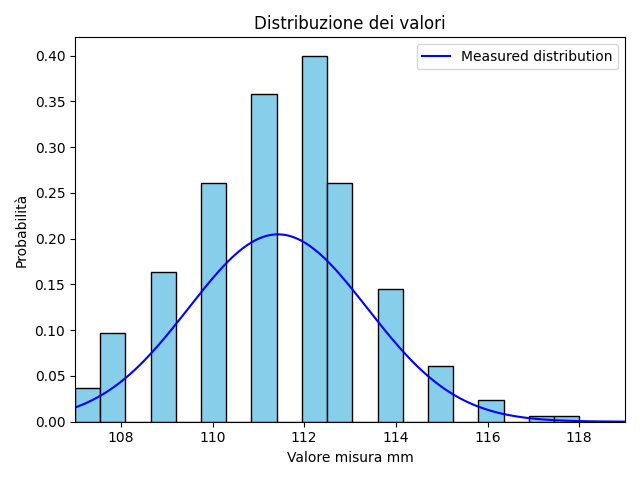 Distribuzione dei valori
Measured distribution
0.40
0.35
0.30
0.25
0.20
0.15
0.10
0.05
0.00
Probabilità
108 110 112 114 116 118
Valore misura mm